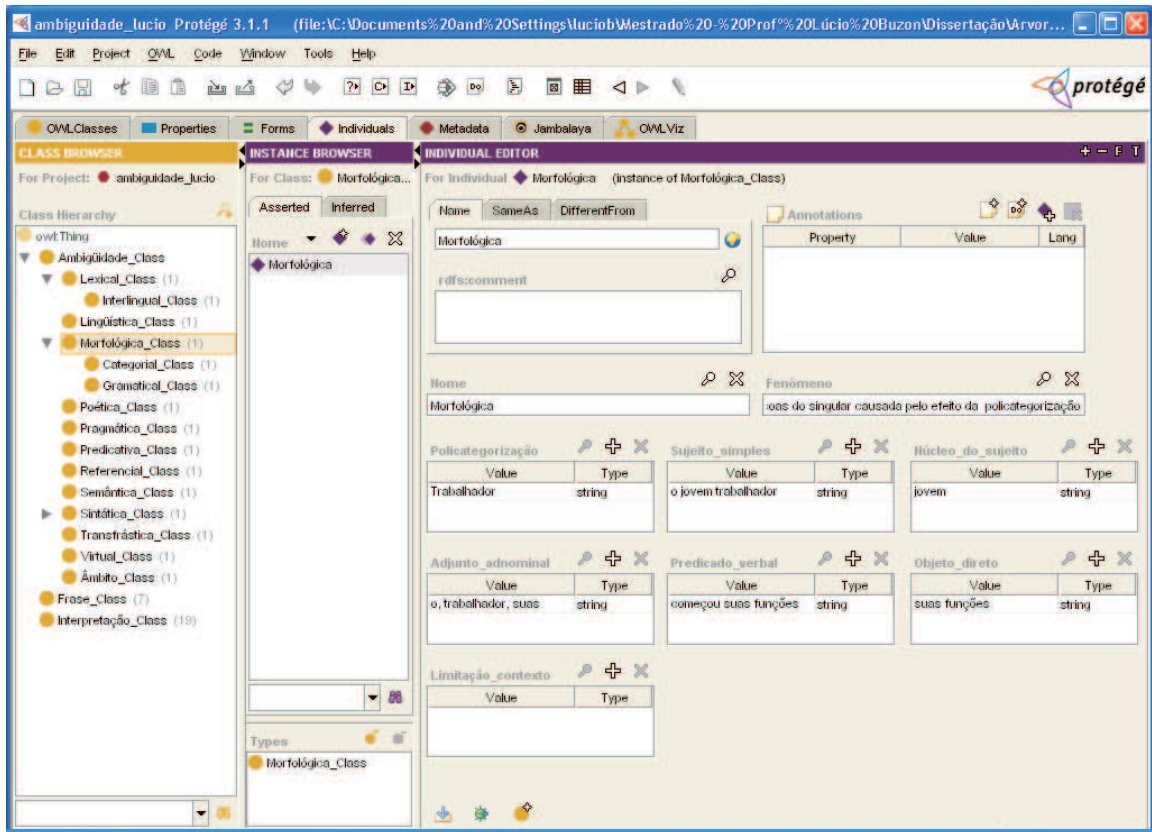 ambiguidade_lucio Protégé 3.1.1 (file:\C:\Documents%20and%20Settings\luciob\Mestrado%20-%20Profº%20Lúcio%20Buzon\Dissertação\Arvor...
File Edit Project OWL Code Window Tools Help
protégé
OWLClasses Properties Forms Individuals Metadata Jambalaya OWLViz
CLASS BROWSER
For Project: ambiguidade_lucio
Class Hierarchy
owl:Thing
Ambigüidade_Class
Lexical_Class (1)
Interlingual_Class (1)
Lingüística_Class (1)
Morfológica_Class (1)
Categorial_Class (1)
Gramatical_Class (1)
Poética_Class (1)
Pragmática_Class (1)
Predicativa_Class (1)
Referencial_Class (1)
Semântica_Class (1)
Sintática_Class (1)
Transfrástica_Class (1)
Virtual_Class (1)
Âmbito_Class (1)
Frase_Class (7)
Interpretação_Class (19)
INSTANCE BROWSER
For Class: Morfológica...
Asserted Inferred
Nome
Morfológica
Types
Morfológica_Class
INDIVIDUAL EDITOR
+ - F T
For Individual Morfológica (instance of Morfológica_Class)
Name SameAs DifferentFrom
Morfológica
rdfs:comment
Annotations
Property Value Lang
Nome
Morfológica
Fenômeno
oas do singular causada pelo efeito da policategorização
Policategorização
Value Type
Trabalhador string
Sujeito_simples
Value Type
o jovem trabalhador string
Núcleo_do_sujeito
Value Type
jovem string
Adjunto_adnominal
Value Type
o, trabalhador, suas string
Predicado_verbal
Value Type
começou suas funções string
Objeto_direto
Value Type
suas funções string
Limitação_contexto
Value Type